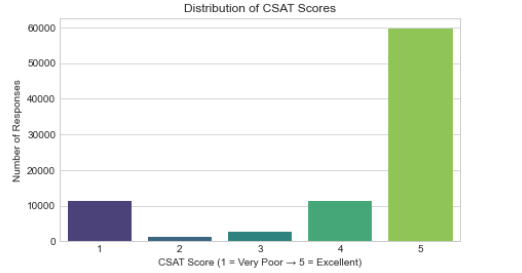 Distribution of CSAT Scores
Number of Responses
60000
50000
40000
30000
20000
10000
0
1 2 3 4 5
CSAT Score (1 = Very Poor → 5 = Excellent)